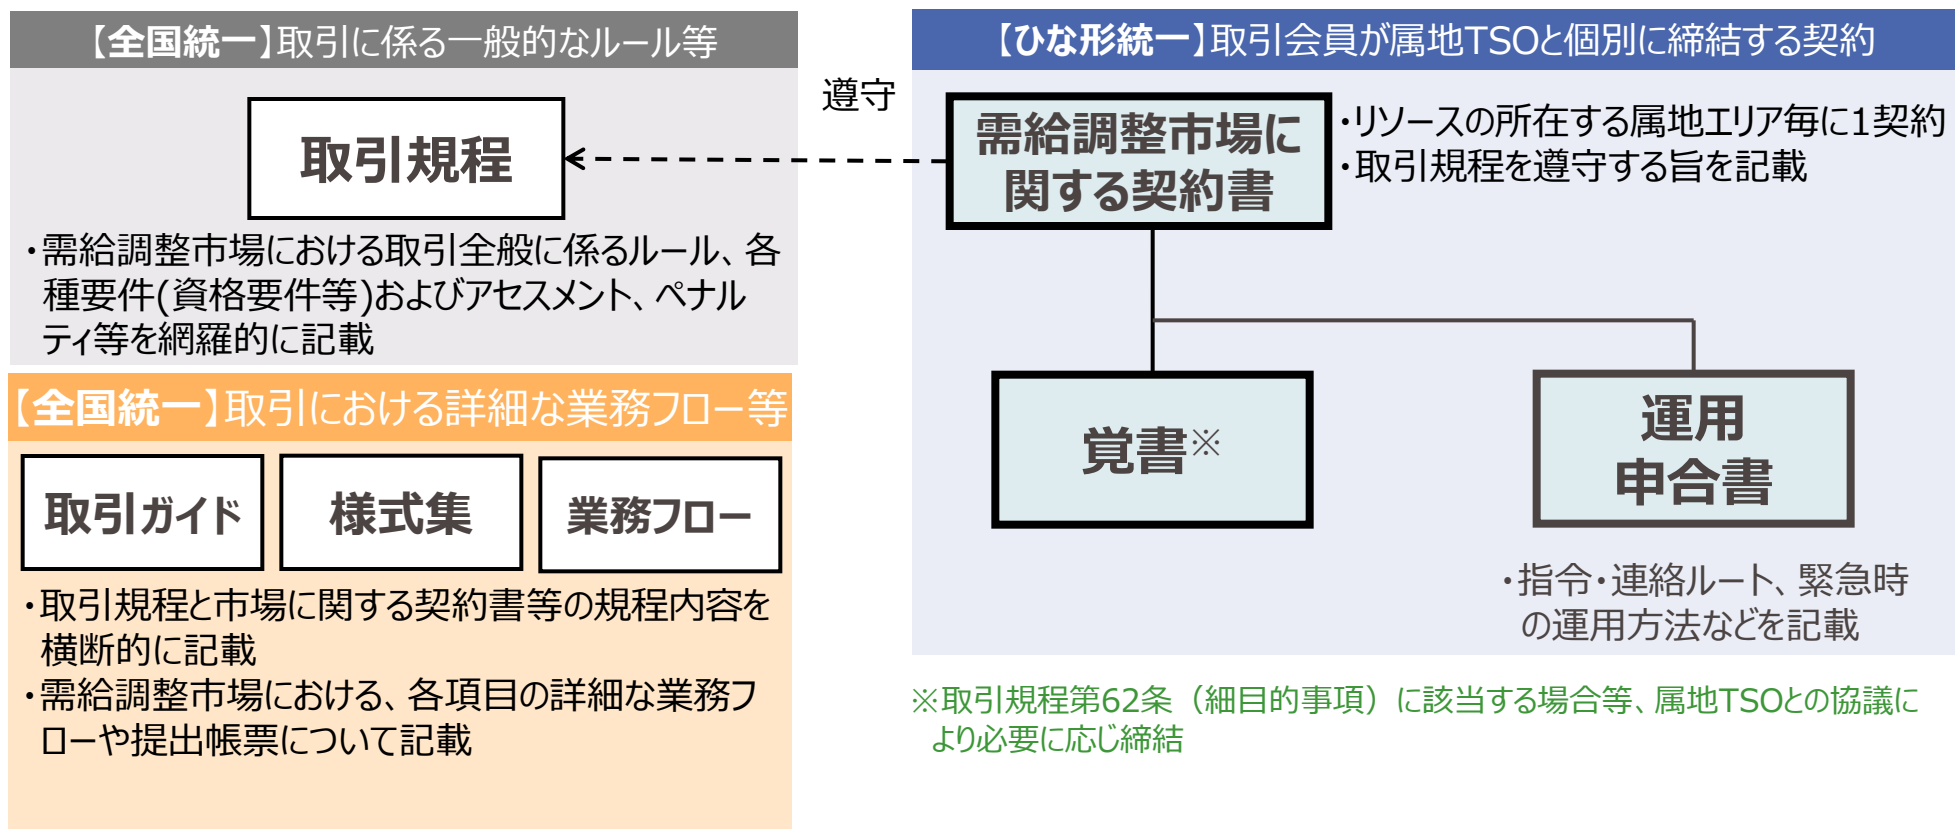 【全国統一】取引に係る一般的なルール等
取引規程
・需給調整市場における取引全般に係るルール、各
種要件(資格要件等)およびアセスメント、ペナル
ティ等を網羅的に記載
【全国統一】取引における詳細な業務フロー等
取引ガイド
様式集
業務フロー
・取引規程と市場に関する契約書等の規程内容を
横断的に記載
・需給調整市場における、各項目の詳細な業務フ
ローや提出帳票について記載
遵守
【ひな形統一】取引会員が属地TSOと個別に締結する契約
需給調整市場に
関する契約書
・リソースの所在する属地エリア毎に1契約
・取引規程を遵守する旨を記載
覚書※
運用
申合書
・指令・連絡ルート、緊急時
の運用方法などを記載
※取引規程第62条（細目的事項）に該当する場合等、属地TSOとの協議に
より必要に応じ締結